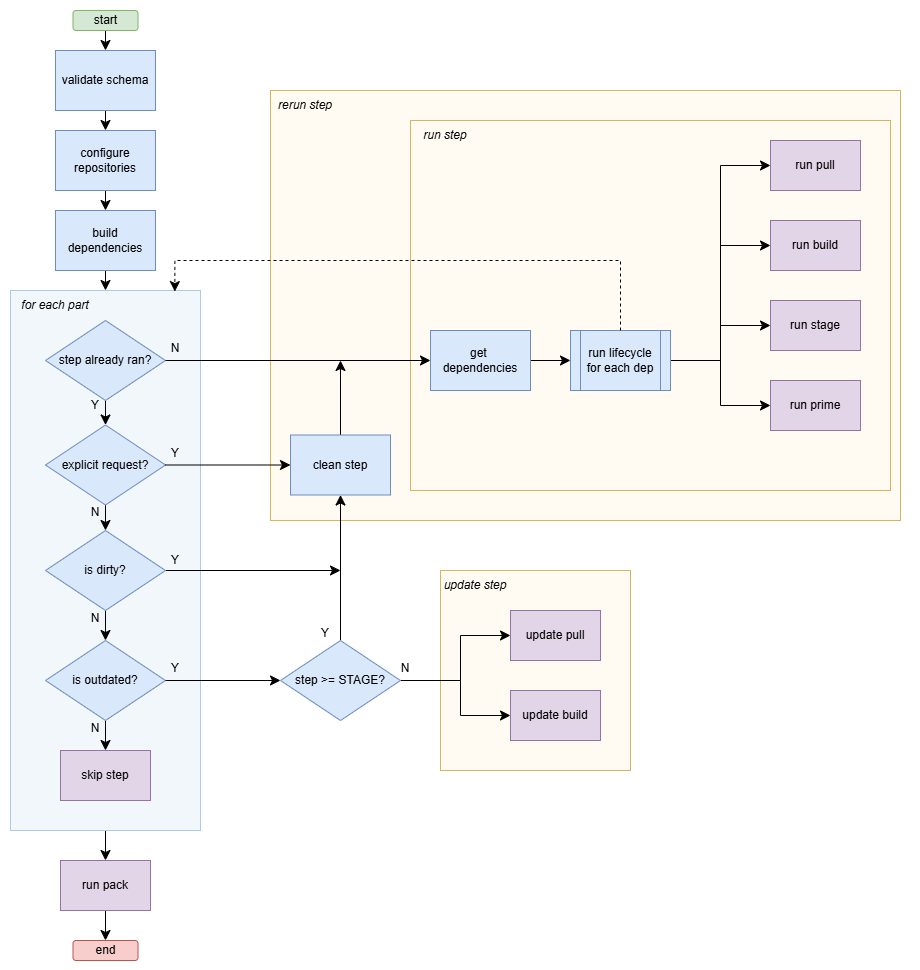 start
validate schema
configure
repositories
build
dependencies
for each part
step already ran?
N
Y
explicit request?
Y
N
is dirty?
Y
N
is outdated?
Y
N
skip step
run pack
end
rerun step
run step
get
dependencies
run lifecycle
for each dep
run pull
run build
run stage
run prime
clean step
Y
step >= STAGE?
N
update step
update pull
update build